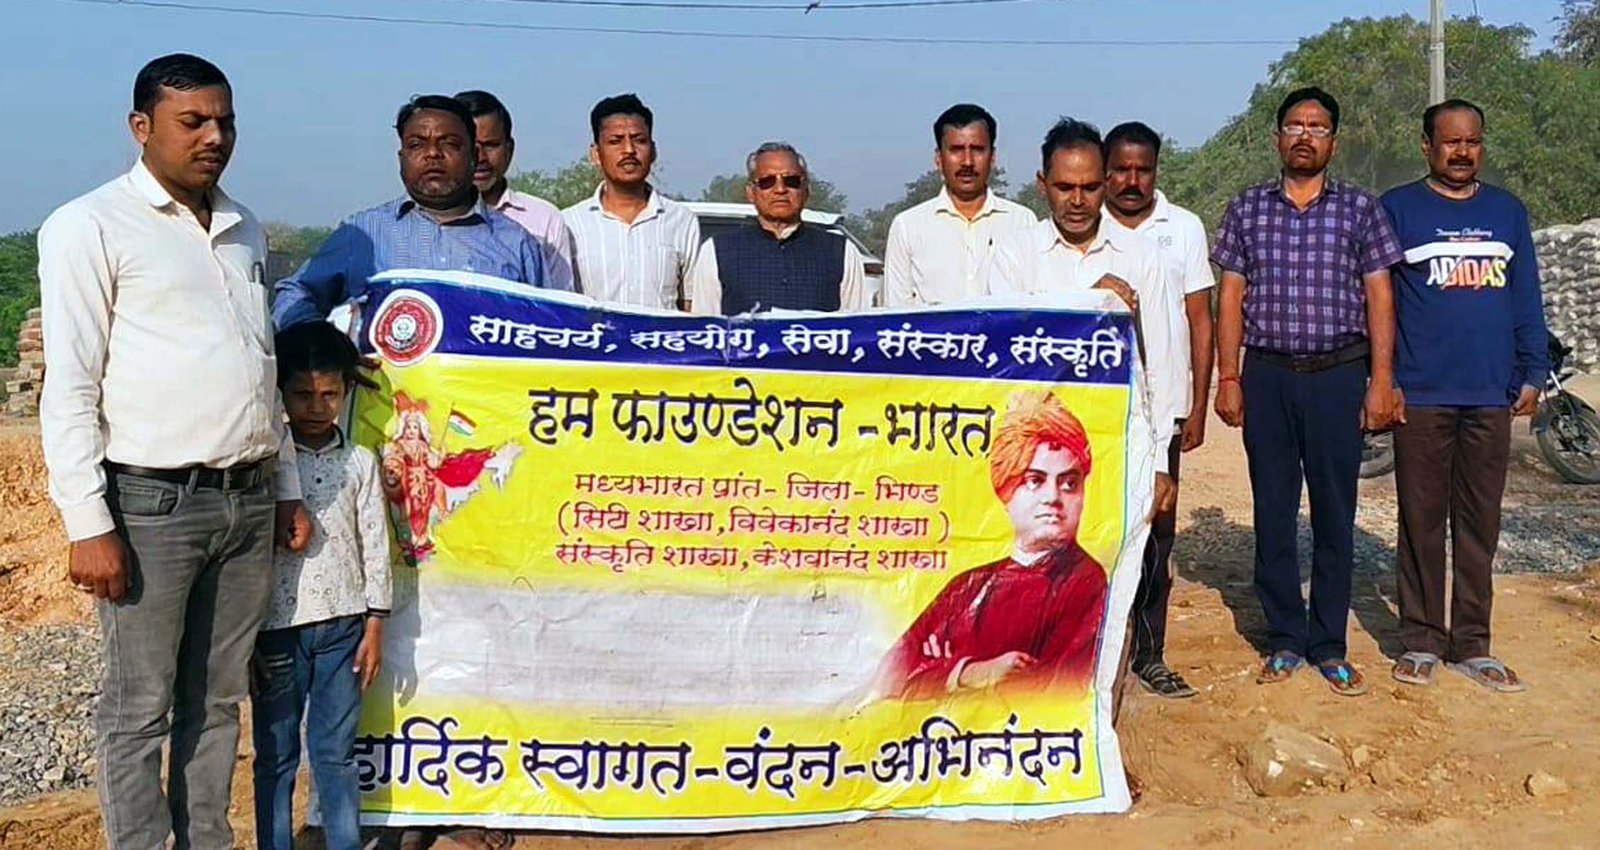 साहचर्य, सहयोग, सेवा, संस्कार, संस्कृति
हम फाउण्डेशन - भारत
मध्यभारत प्रांत - जिला - भिण्ड
(सिटी शाखा, विवेकानंद शाखा)
संस्कृति शाखा, केशवानंद शाखा
हार्दिक स्वागत - वंदन - अभिनंदन
ADIDAS